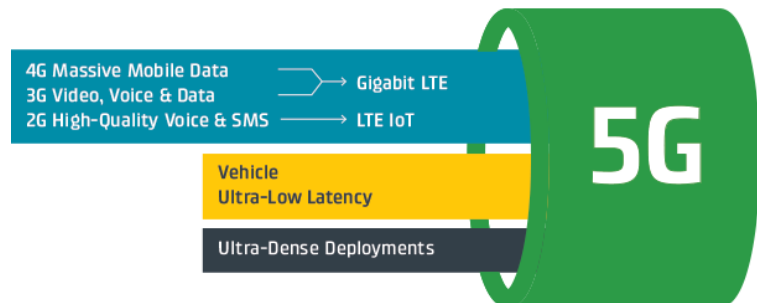 4G Massive Mobile Data
3G Video, Voice & Data
Gigabit LTE
2G High-Quality Voice & SMS
LTE IoT
Vehicle
Ultra-Low Latency
Ultra-Dense Deployments
5G